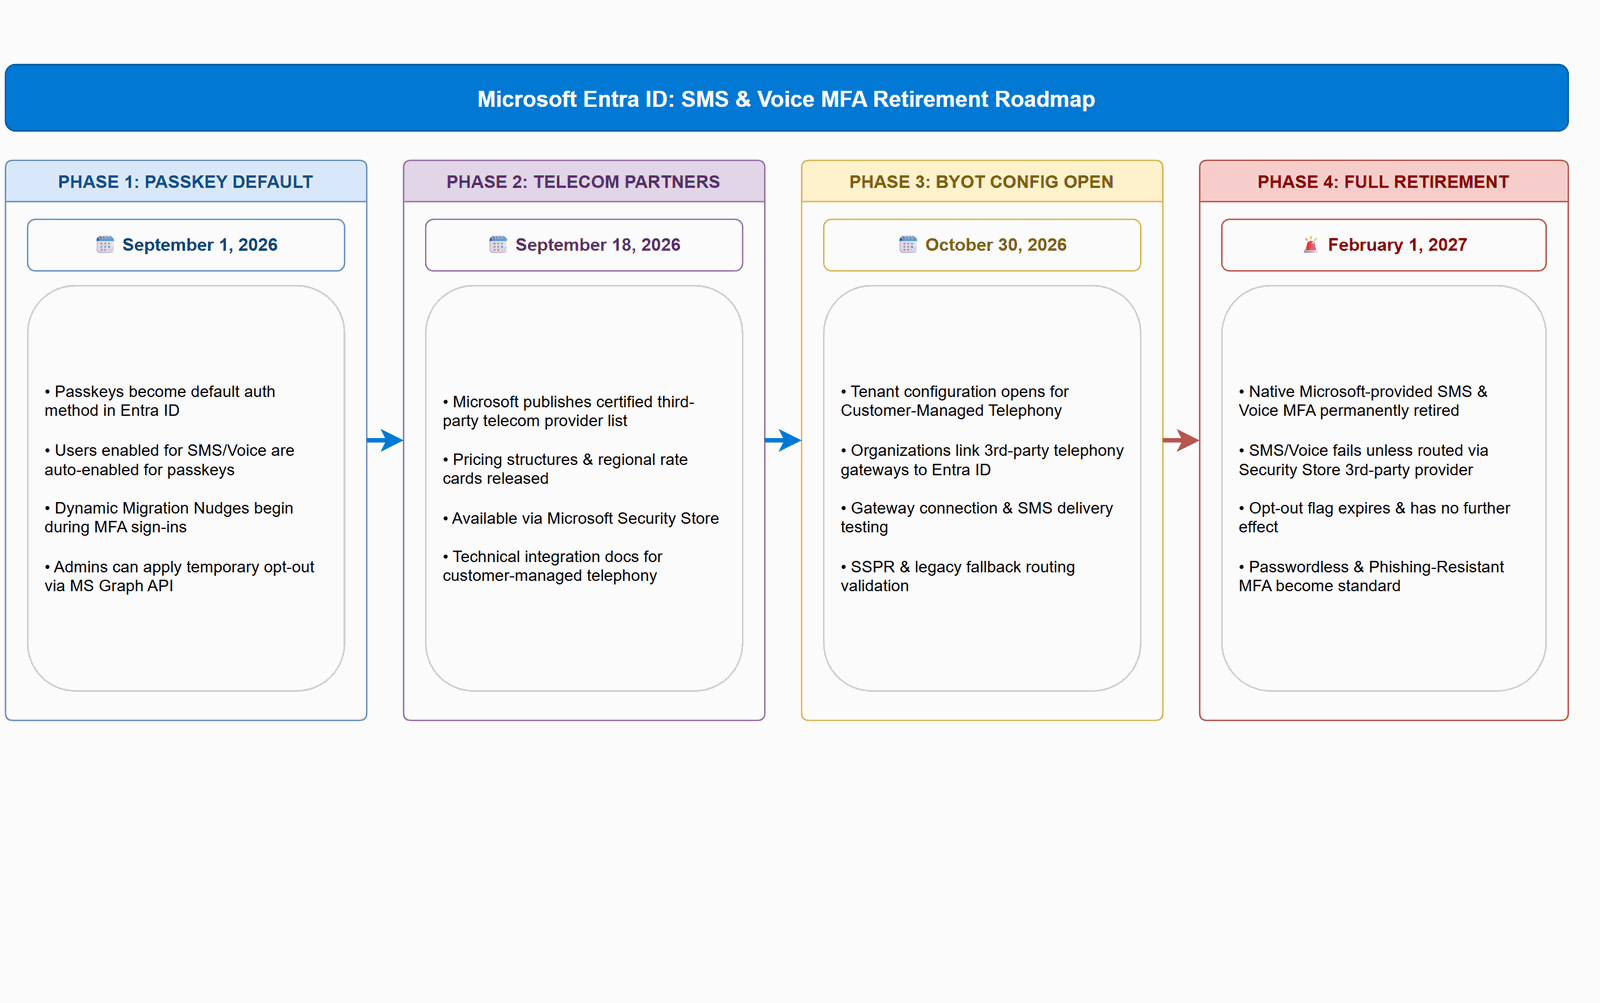 Microsoft Entra ID: SMS & Voice MFA Retirement Roadmap
PHASE 1: PASSKEY DEFAULT
September 1, 2026
• Passkeys become default auth
method in Entra ID
• Users enabled for SMS/Voice are
auto-enabled for passkeys
• Dynamic Migration Nudges begin
during MFA sign-ins
• Admins can apply temporary opt-out
via MS Graph API
PHASE 2: TELECOM PARTNERS
September 18, 2026
• Microsoft publishes certified third-
party telecom provider list
• Pricing structures & regional rate
cards released
• Available via Microsoft Security Store
• Technical integration docs for
customer-managed telephony
PHASE 3: BYOT CONFIG OPEN
October 30, 2026
• Tenant configuration opens for
Customer-Managed Telephony
• Organizations link 3rd-party telephony
gateways to Entra ID
• Gateway connection & SMS delivery
testing
• SSPR & legacy fallback routing
validation
PHASE 4: FULL RETIREMENT
February 1, 2027
• Native Microsoft-provided SMS &
Voice MFA permanently retired
• SMS/Voice fails unless routed via
Security Store 3rd-party provider
• Opt-out flag expires & has no further
effect
• Passwordless & Phishing-Resistant
MFA become standard